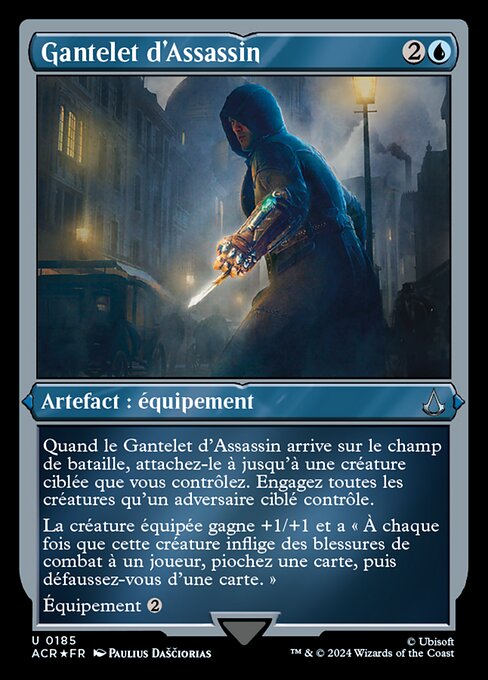 Gantelet d'Assassin 2
Artefact : équipement
Quand le Gantelet d'Assassin arrive sur le champ
de bataille, attachez-le à jusqu'à une créature
ciblée que vous contrôlez. Engagez toutes les
créatures qu'un adversaire ciblé contrôle.
La créature équipée gagne +1/+1 et a « À chaque
fois que cette créature inflige des blessures de
combat à un joueur, piochez une carte, puis
défaussez-vous d'une carte. »
Équipement 2
U 0185
ACR★FR Paulius Daščioras
© Ubisoft
™ & © 2024 Wizards of the Coast